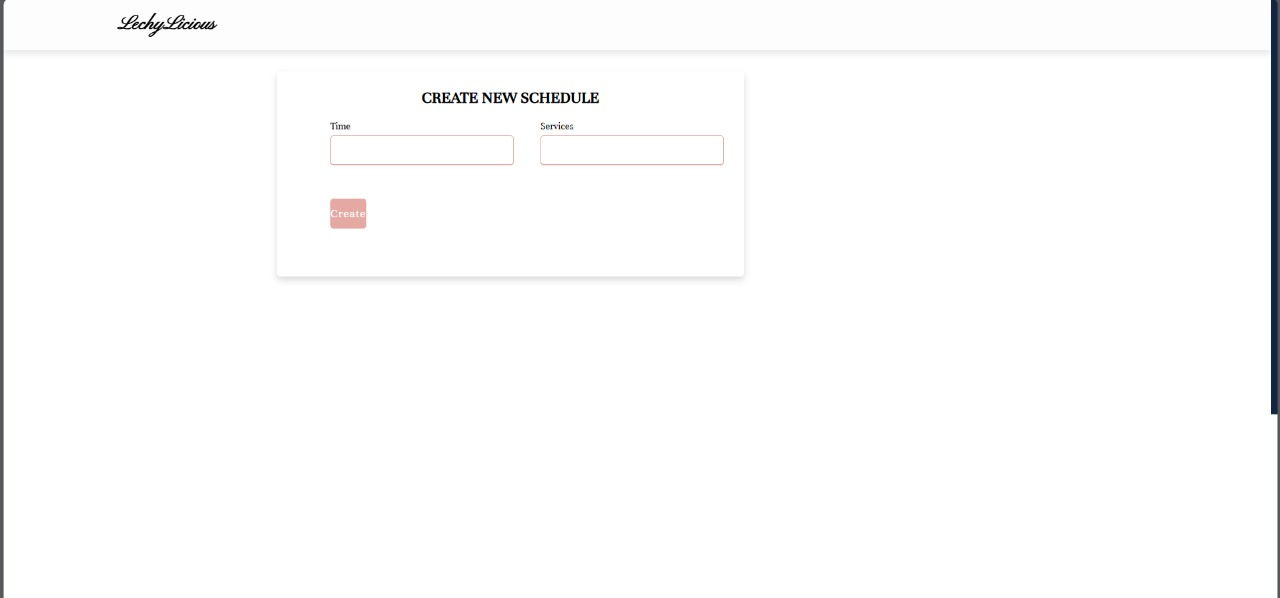 LechyLicious
CREATE NEW SCHEDULE
Time
Services
Create